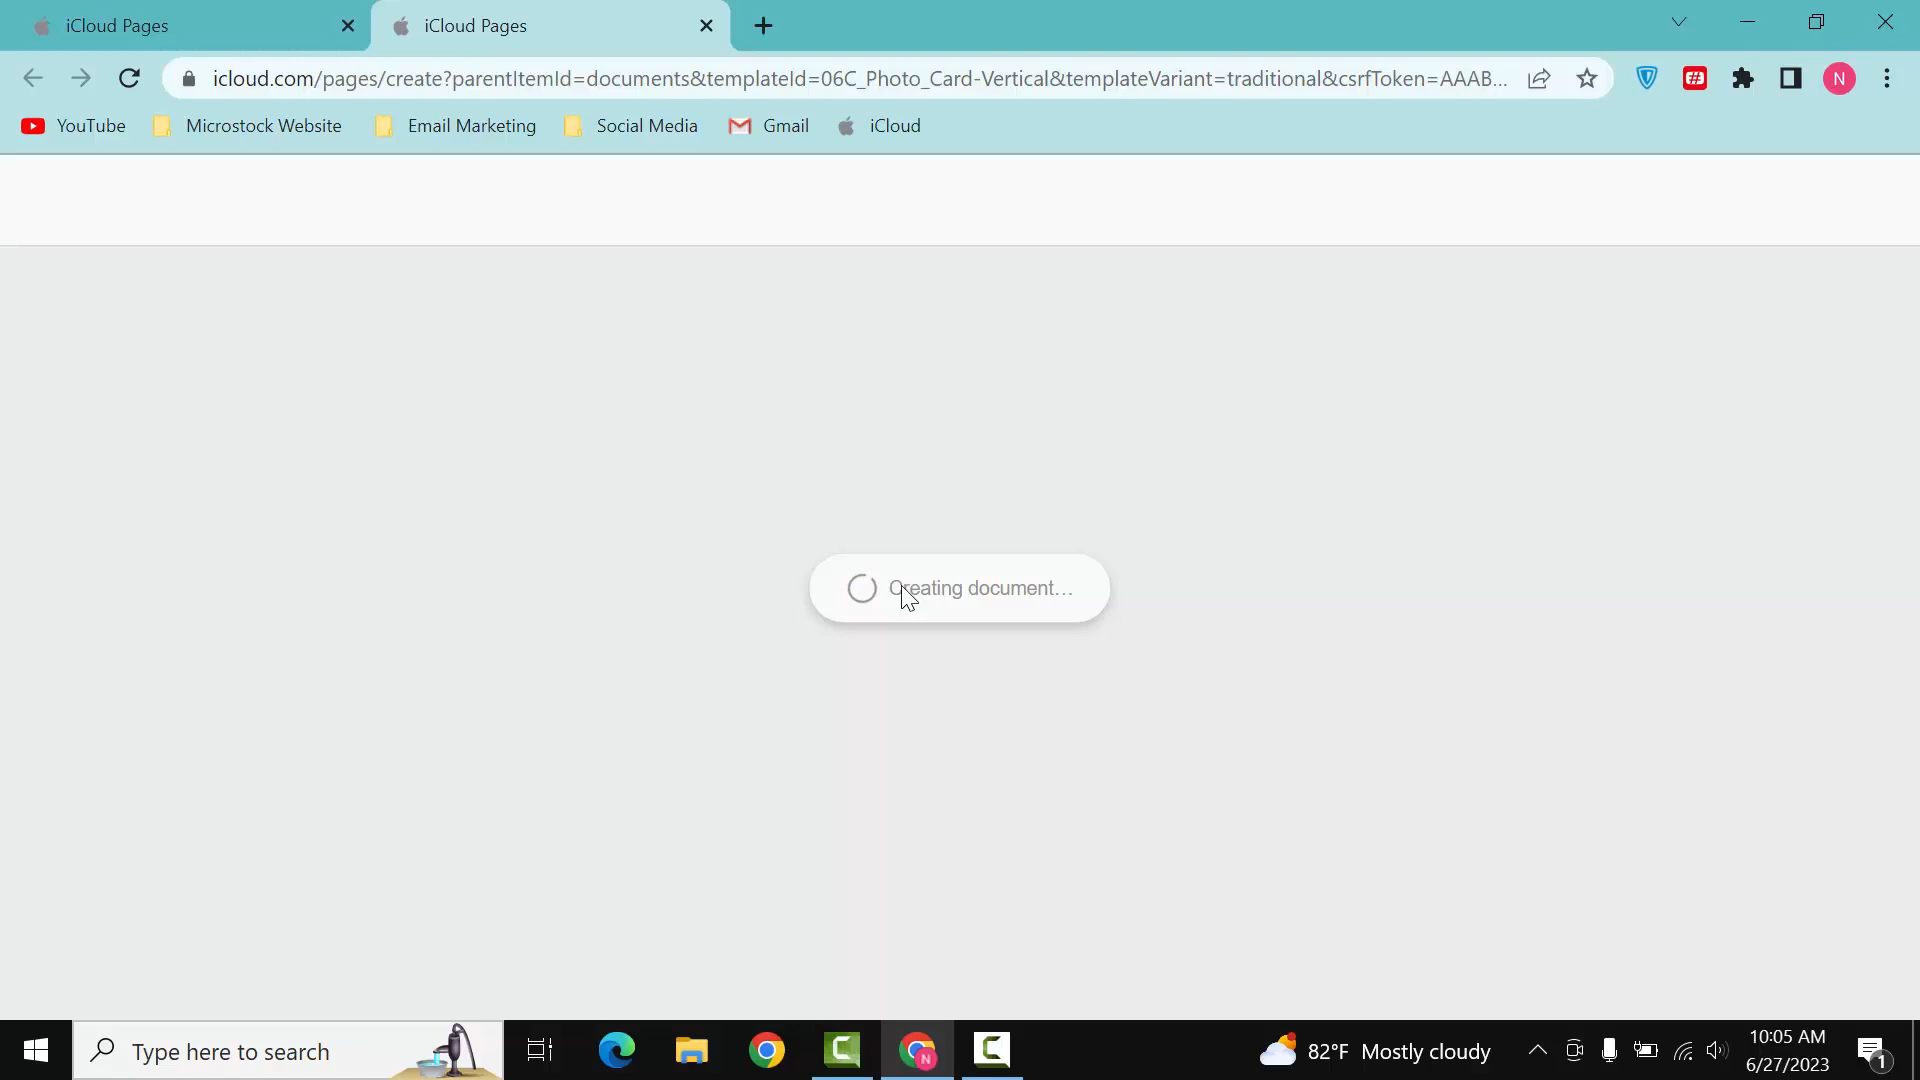 iCloud Pages
iCloud Pages
icloud.com/pages/create?parentItemId=documents&templateId=06C_Photo_Card-Vertical&templateVariant=traditional&csrfToken=AAAB...
N
YouTube
Microstock Website
Email Marketing
Social Media
Gmail
iCloud
Creating document...
Type here to search
N
82°F Mostly cloudy
10:05 AM
6/27/2023
1